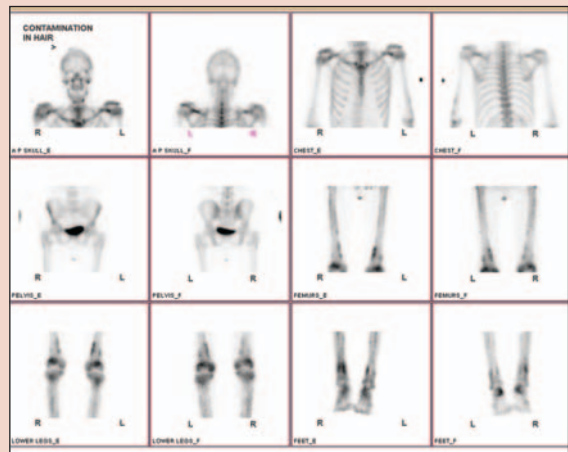 CONTAMINATION
IN HAIR
>
R L
A P SKULL_E
L R
A P SKULL_F
R L
CHEST_E
L R
CHEST_F
R L
PELVIS_E
L R
PELVIS_F
R L
FEMURS_E
L R
FEMURS_F
R L
LOWER LEGS_E
L R
LOWER LEGS_F
R L
FEET_E
L R
FEET_F